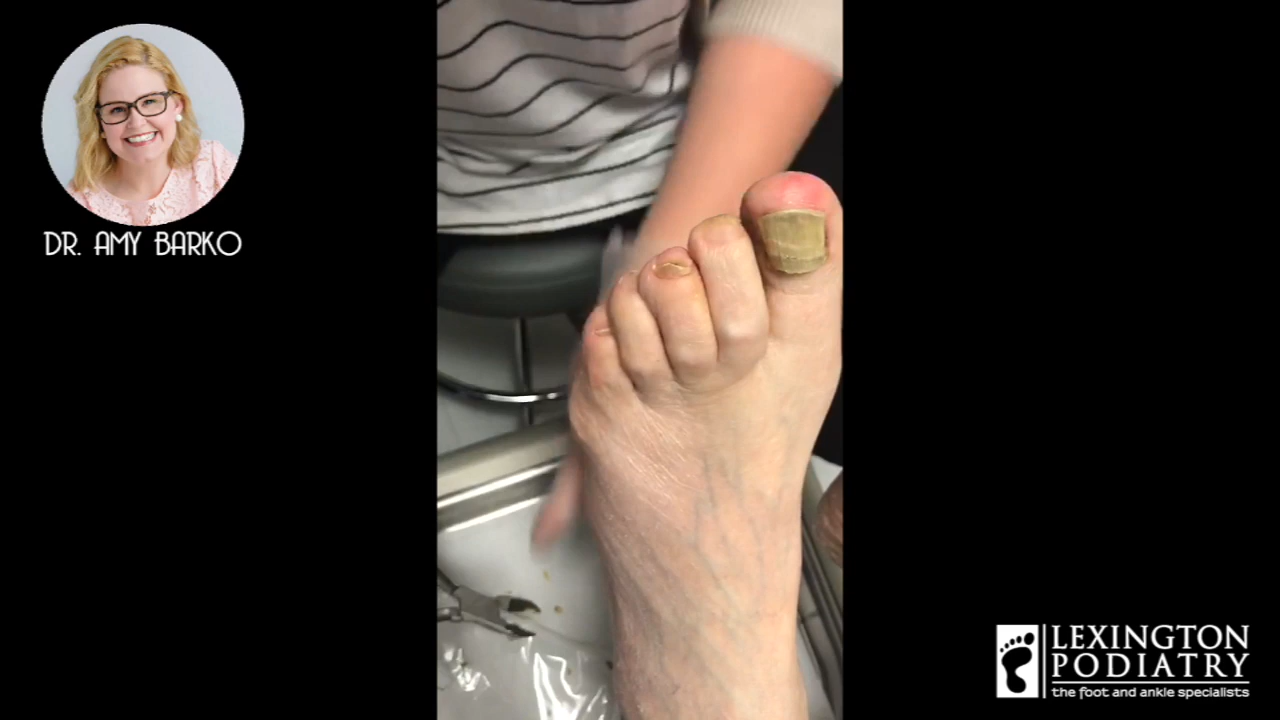 DR. AMY BARKO
LEXINGTON
PODIATRY
the foot and ankle specialists